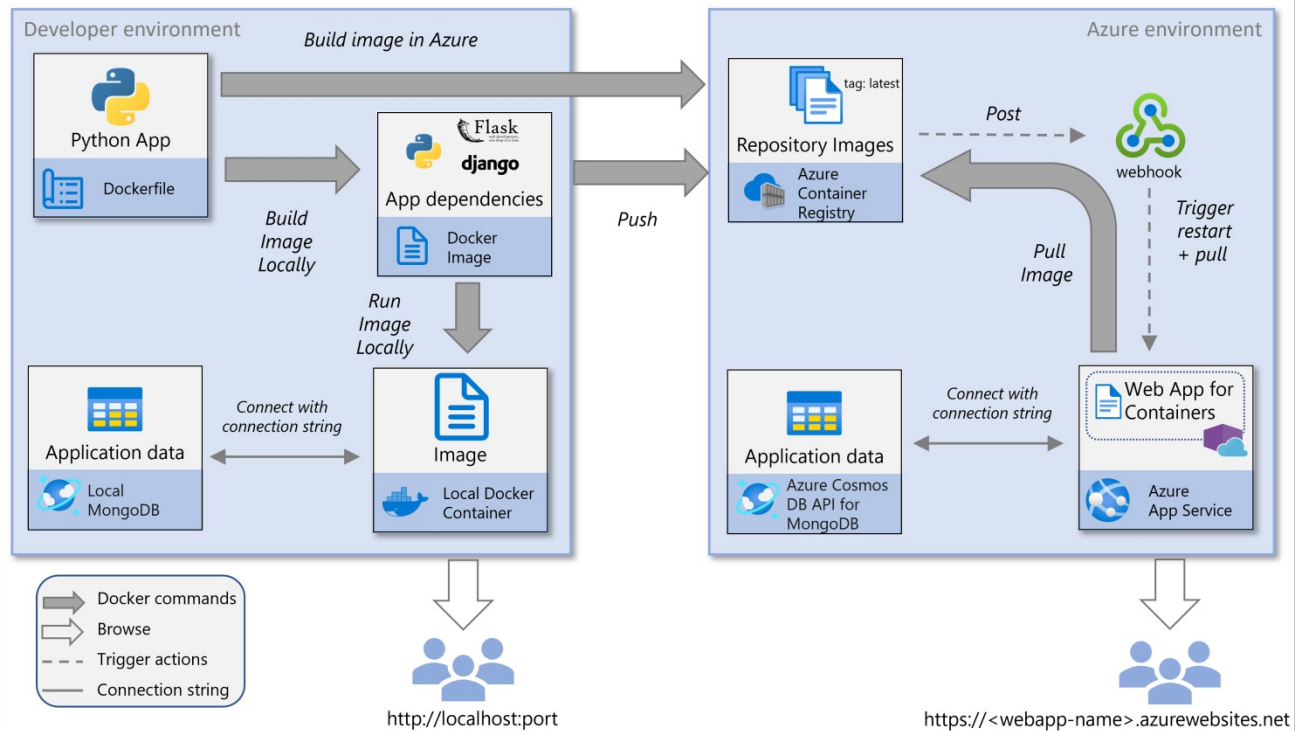 Developer environment
Build image in Azure
Python App
Dockerfile
Build
Image
Locally
Flask
django
App dependencies
Docker
Image
Push
Run
Image
Locally
Application data
Local
MongoDB
Connect with
connection string
Image
Local Docker
Container
Azure environment
tag: latest
Repository Images
Azure
Container
Registry
Post
webhook
Trigger
restart
+ pull
Pull
Image
Application data
Azure Cosmos
DB API for
MongoDB
Connect with
connection string
Web App for
Containers
Azure
App Service
Docker commands
Browse
Trigger actions
Connection string
http://localhost:port
https://<webapp-name>.azurewebsites.net